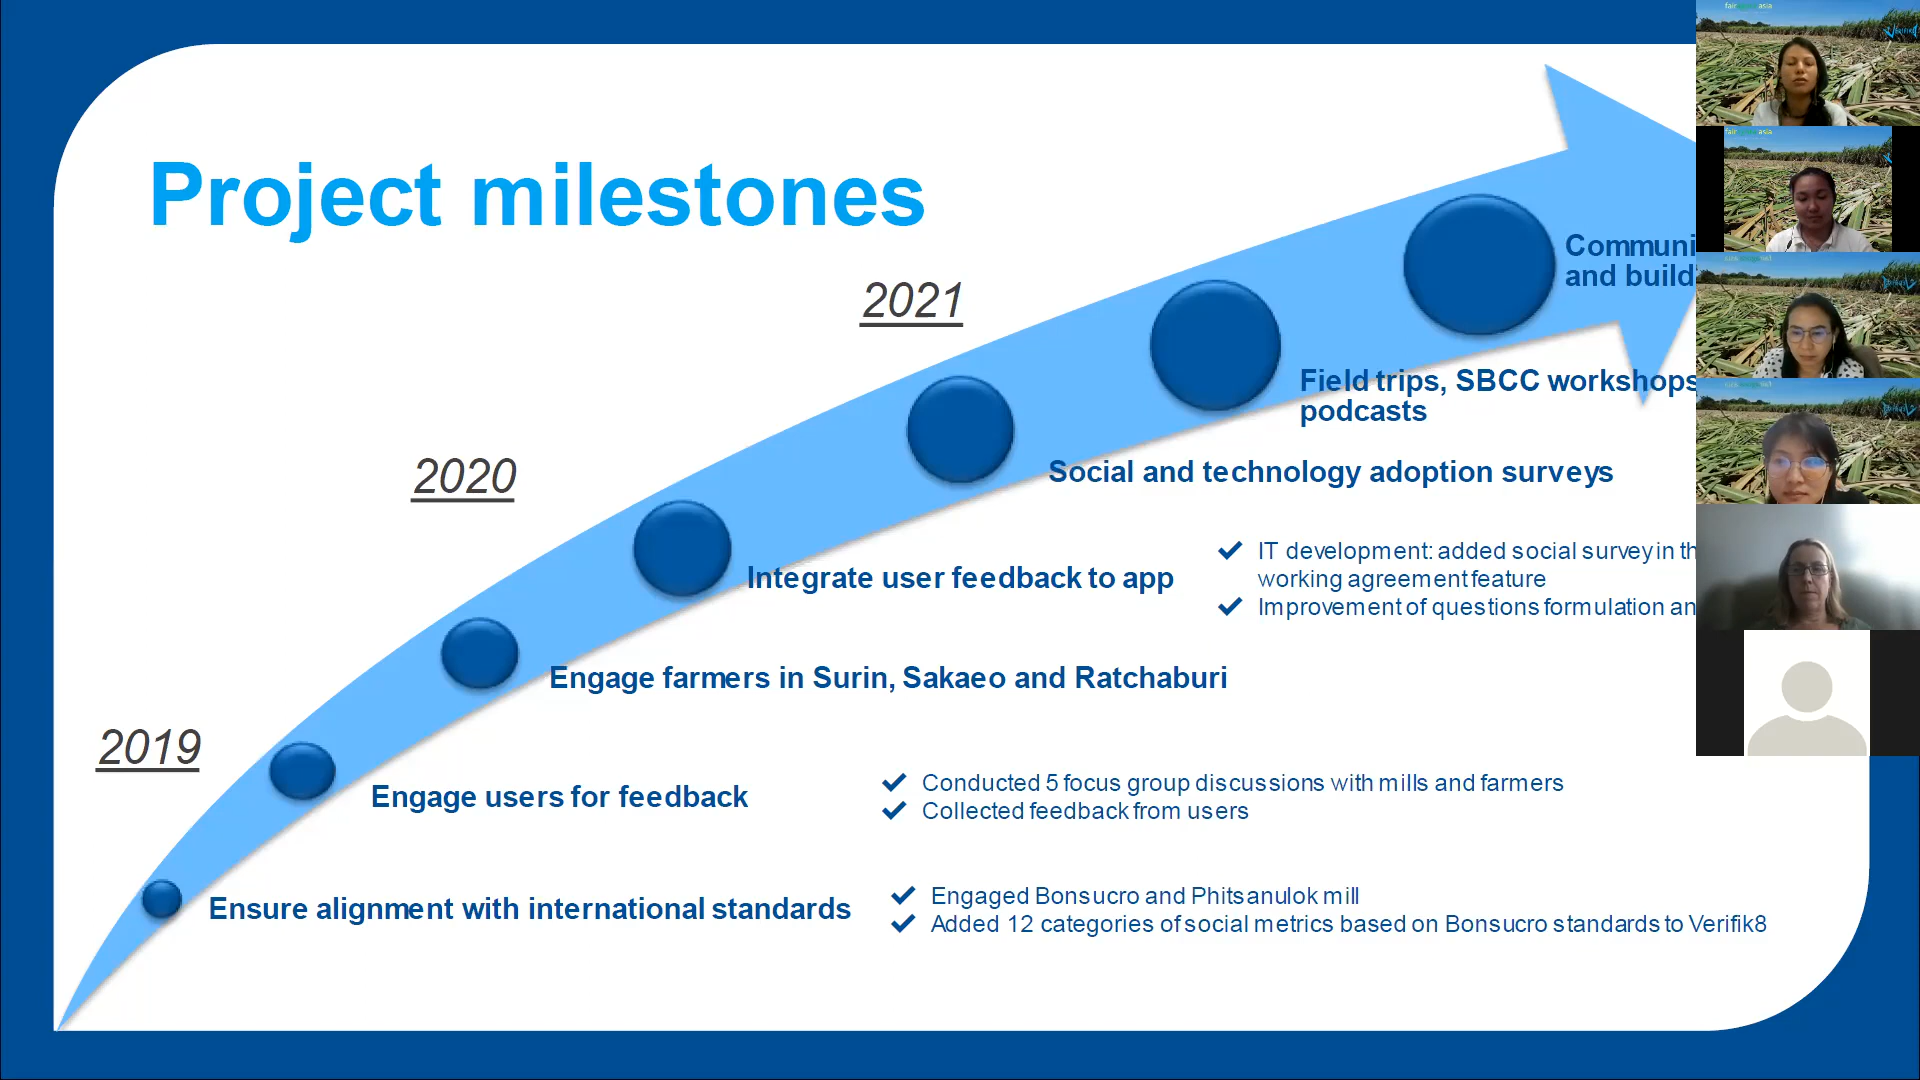 Project milestones
2021
Communi
and build
Field trips, SBCC workshops
podcasts
2020
Social and technology adoption surveys
Integrate user feedback to app
✔ IT development: added social survey in th
working agreement feature
✔ Improvement of questions formulation an
Engage farmers in Surin, Sakaeo and Ratchaburi
2019
Engage users for feedback
✔ Conducted 5 focus group discussions with mills and farmers
✔ Collected feedback from users
Ensure alignment with international standards
✔ Engaged Bonsucro and Phitsanulok mill
✔ Added 12 categories of social metrics based on Bonsucro standards to Verifik8